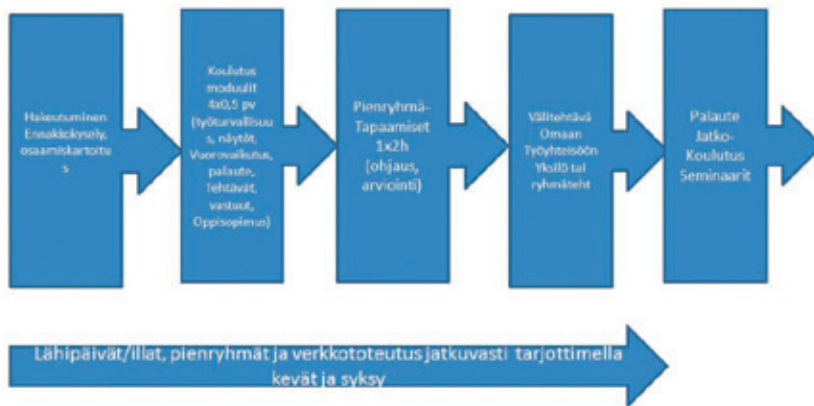 Hakeutuminen
Ennakkokysely,
osaamiskartoitu
s
Koulutus
moduulit
4x0,5 pv
(työturvallisuu
s, näytöt,
Vuorovaikutus,
palaute,
Tehtävät,
vastuut,
Oppisopimus)
Pienryhmä-
Tapaamiset
1x2h
(ohjaus,
arviointi)
Välitehtävä
Omaan
Työyhteisöön
Yksilö tai
ryhmäteht
Palaute
Jatko-
Koulutus
Seminaarit
Lähipäivät/illat, pienryhmät ja verkkototeutus jatkuvasti tarjottimella
kevät ja syksy